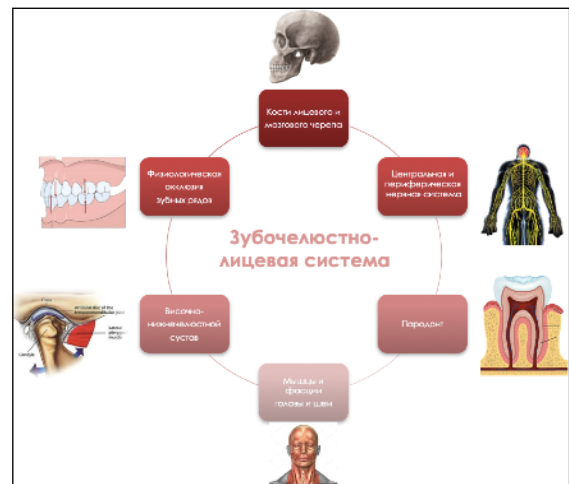 Кости лицевого и
мозгового черепа
Центральная и
периферическая
нервная система
Пародонт
Мышцы и
фасции
головы и шеи
Височно-
нижнечелюстной
сустав
Физиологическая
окклюзия
зубных рядов
Зубочелюстно-
лицевая система